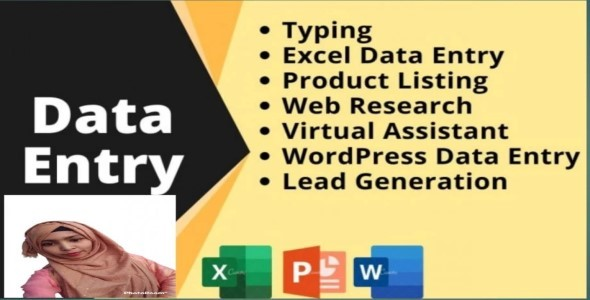 Data
Entry
• Typing
• Excel Data Entry
• Product Listing
• Web Research
• Virtual Assistant
• WordPress Data Entry
• Lead Generation
X
P
W